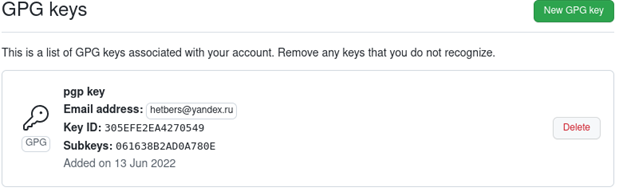 GPG keys
New GPG key
This is a list of GPG keys associated with your account. Remove any keys that you do not recognize.
pgp key
Email address: hetbers@yandex.ru
Key ID: 305EFE2EA4270549
GPG
Subkeys: 061638B2AD0A780E
Delete
Added on 13 Jun 2022